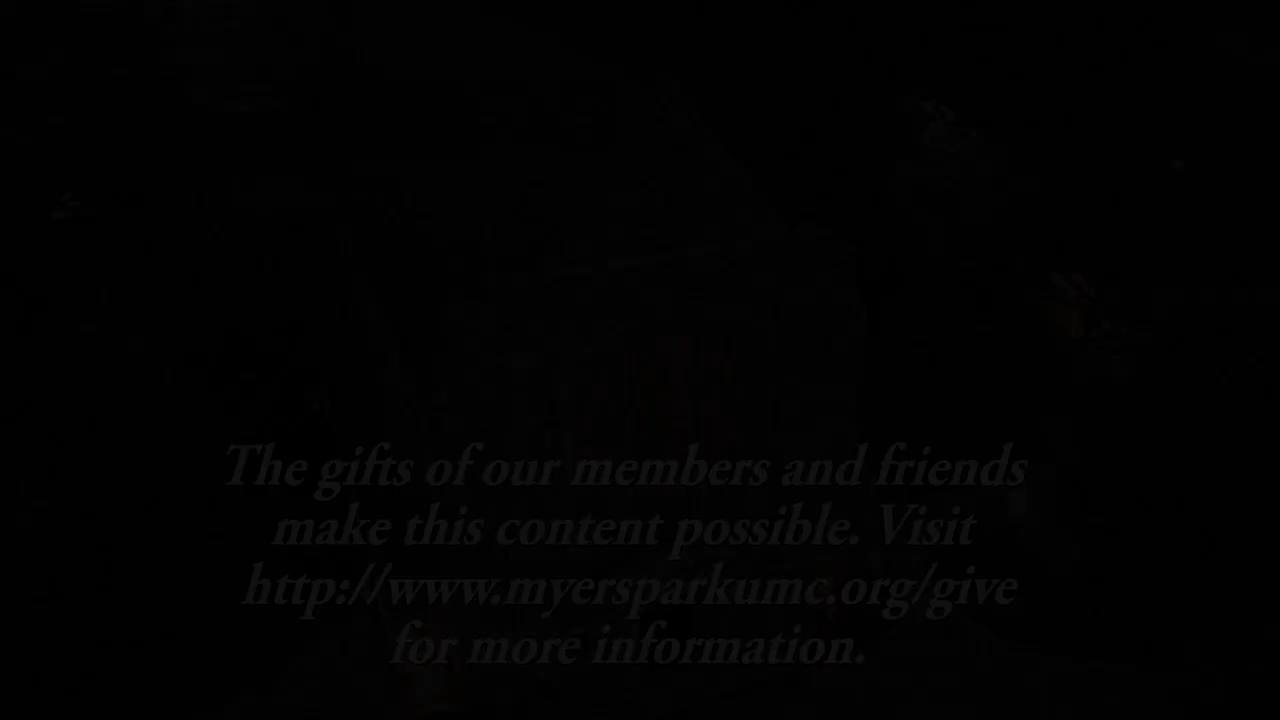 The gifts of our members and friends
make this content possible. Visit
http://www.myersparkumc.org/give
for more information.